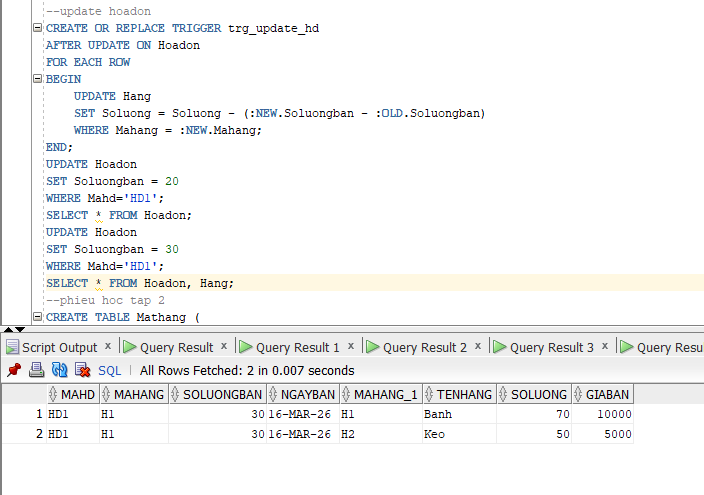 --update hoadon
CREATE OR REPLACE TRIGGER trg_update_hd
AFTER UPDATE ON Hoadon
FOR EACH ROW
BEGIN
    UPDATE Hang
    SET Soluong = Soluong - (:NEW.Soluongban - :OLD.Soluongban)
    WHERE Mahang = :NEW.Mahang;
END;
UPDATE Hoadon
SET Soluongban = 20
WHERE Mahd='HD1';
SELECT * FROM Hoadon;
UPDATE Hoadon
SET Soluongban = 30
WHERE Mahd='HD1';
SELECT * FROM Hoadon, Hang;
--phieu hoc tap 2
CREATE TABLE Mathang (
Script Output x Query Result x Query Result 1 x Query Result 2 x Query Result 3 x Query Resu
SQL | All Rows Fetched: 2 in 0.007 seconds
MAHD MAHANG SOLUONGBAN NGAYBAN MAHANG_1 TENHANG SOLUONG GIABAN
1 HD1 H1 30 16-MAR-26 H1 Banh 70 10000
2 HD1 H1 30 16-MAR-26 H2 Keo 50 5000